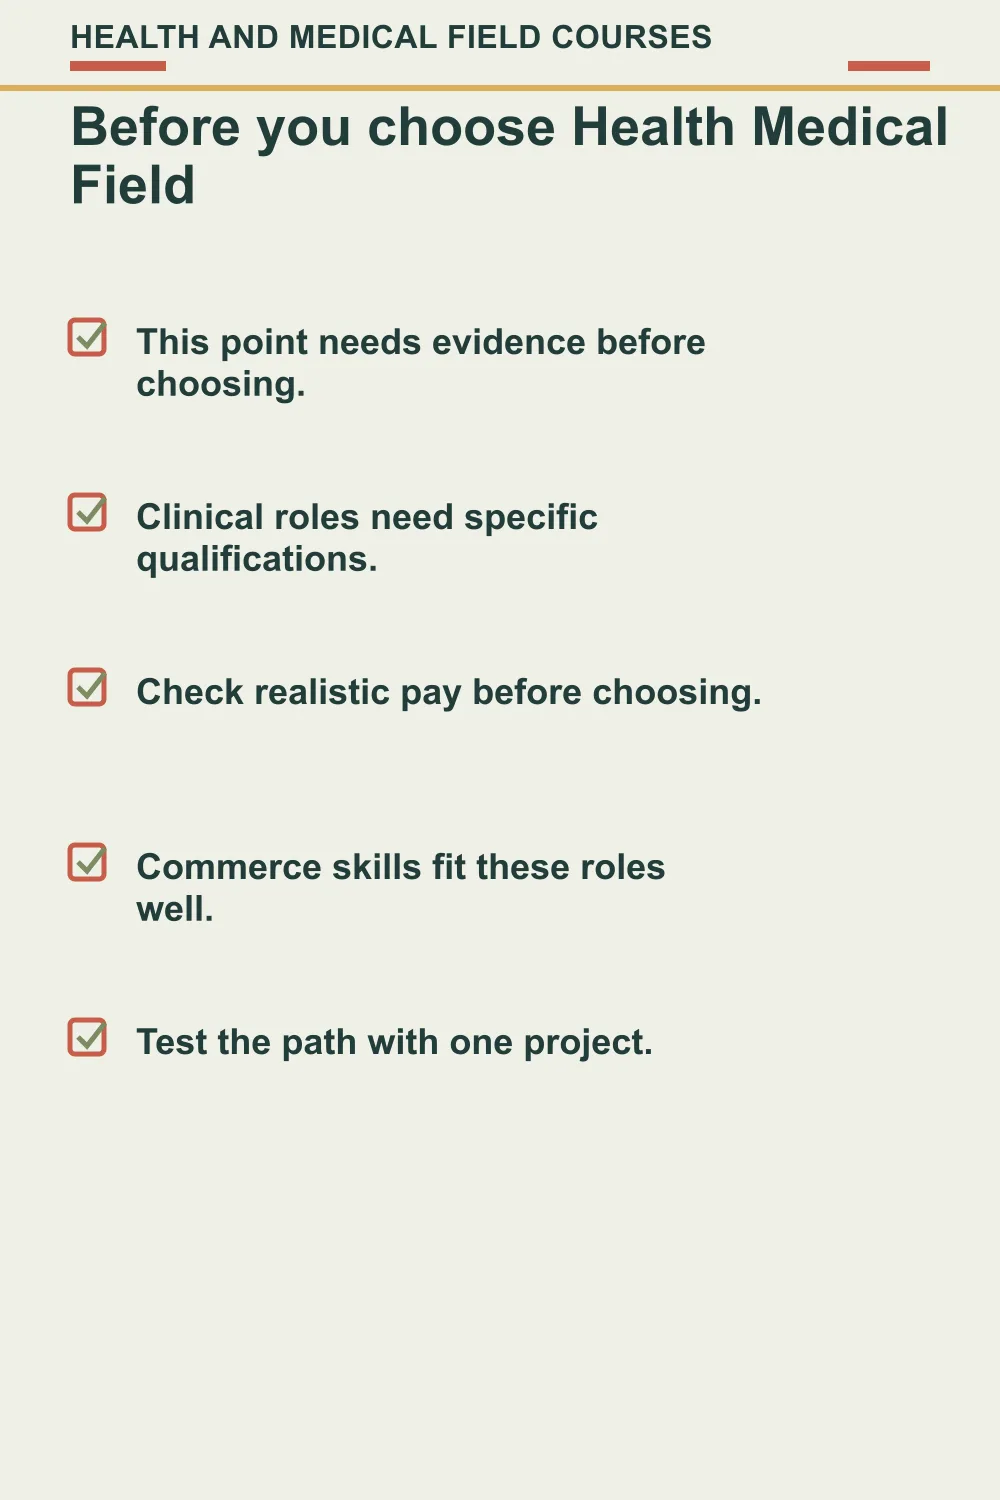 HEALTH AND MEDICAL FIELD COURSES
Before you choose Health Medical
Field
This point needs evidence before
choosing.
Clinical roles need specific
qualifications.
Check realistic pay before choosing.
Commerce skills fit these roles
well.
Test the path with one project.